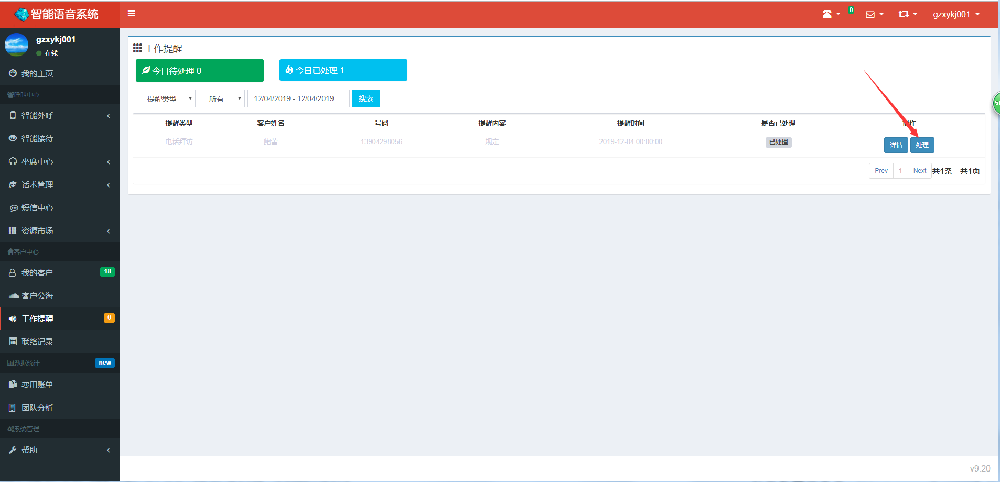 智能语音系统
0
gzxykj001
gzxykj001
在线
我的主页
呼叫中心
智能外呼
智能接待
坐席中心
话术管理
短信中心
资源市场
客户中心
我的客户 18
客户公海
工作提醒 0
联络记录
数据统计 new
费用账单
团队分析
系统管理
帮助
工作提醒
今日待处理 0 今日已处理 1
-提醒类型- -所有- 12/04/2019 - 12/04/2019 搜索
提醒类型 客户姓名 号码 提醒内容 提醒时间 是否已处理 操作
电话拜访 鲍蕾 13904298056 规定 2019-12-04 00:00:00 已处理 详情 处理
Prev 1 Next 共1条 共1页
v9.20